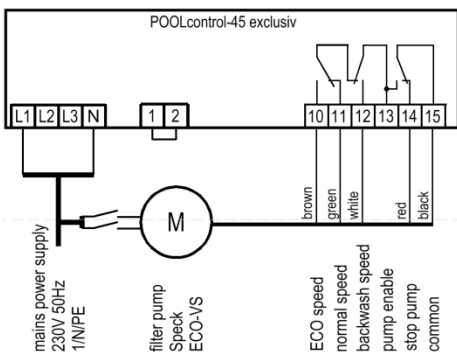 POOLcontrol-45 exclusiv
L1 L2 L3 N
1 2
10 11 12 13 14 15
brown
green
white
red
black
M
mains power supply
230V 50Hz
1/N/PE
filter pump
Speck
ECO-VS
ECO speed
normal speed
backwash speed
pump enable
stop pump
common